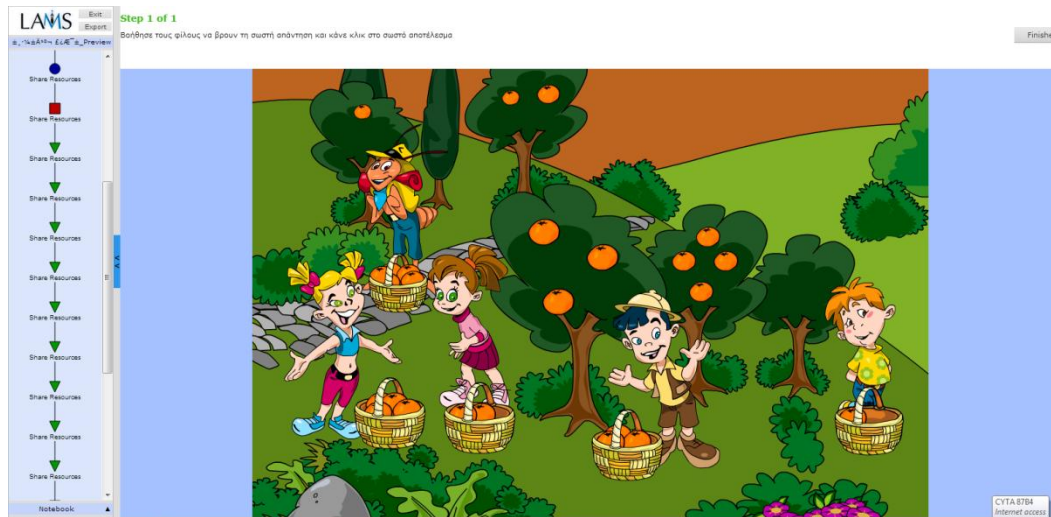 LAMS
Exit
Export
Preview
Share Resources
Share Resources
Share Resources
Share Resources
Share Resources
Share Resources
Share Resources
Share Resources
Share Resources
Share Resources
Share Resources
Notebook
Step 1 of 1
Βοήθησε τους φίλους να βρουν τη σωστή απάντηση και κάνε κλικ στο σωστό αποτέλεσμα
Finishe
CYTA 87B4
Internet access